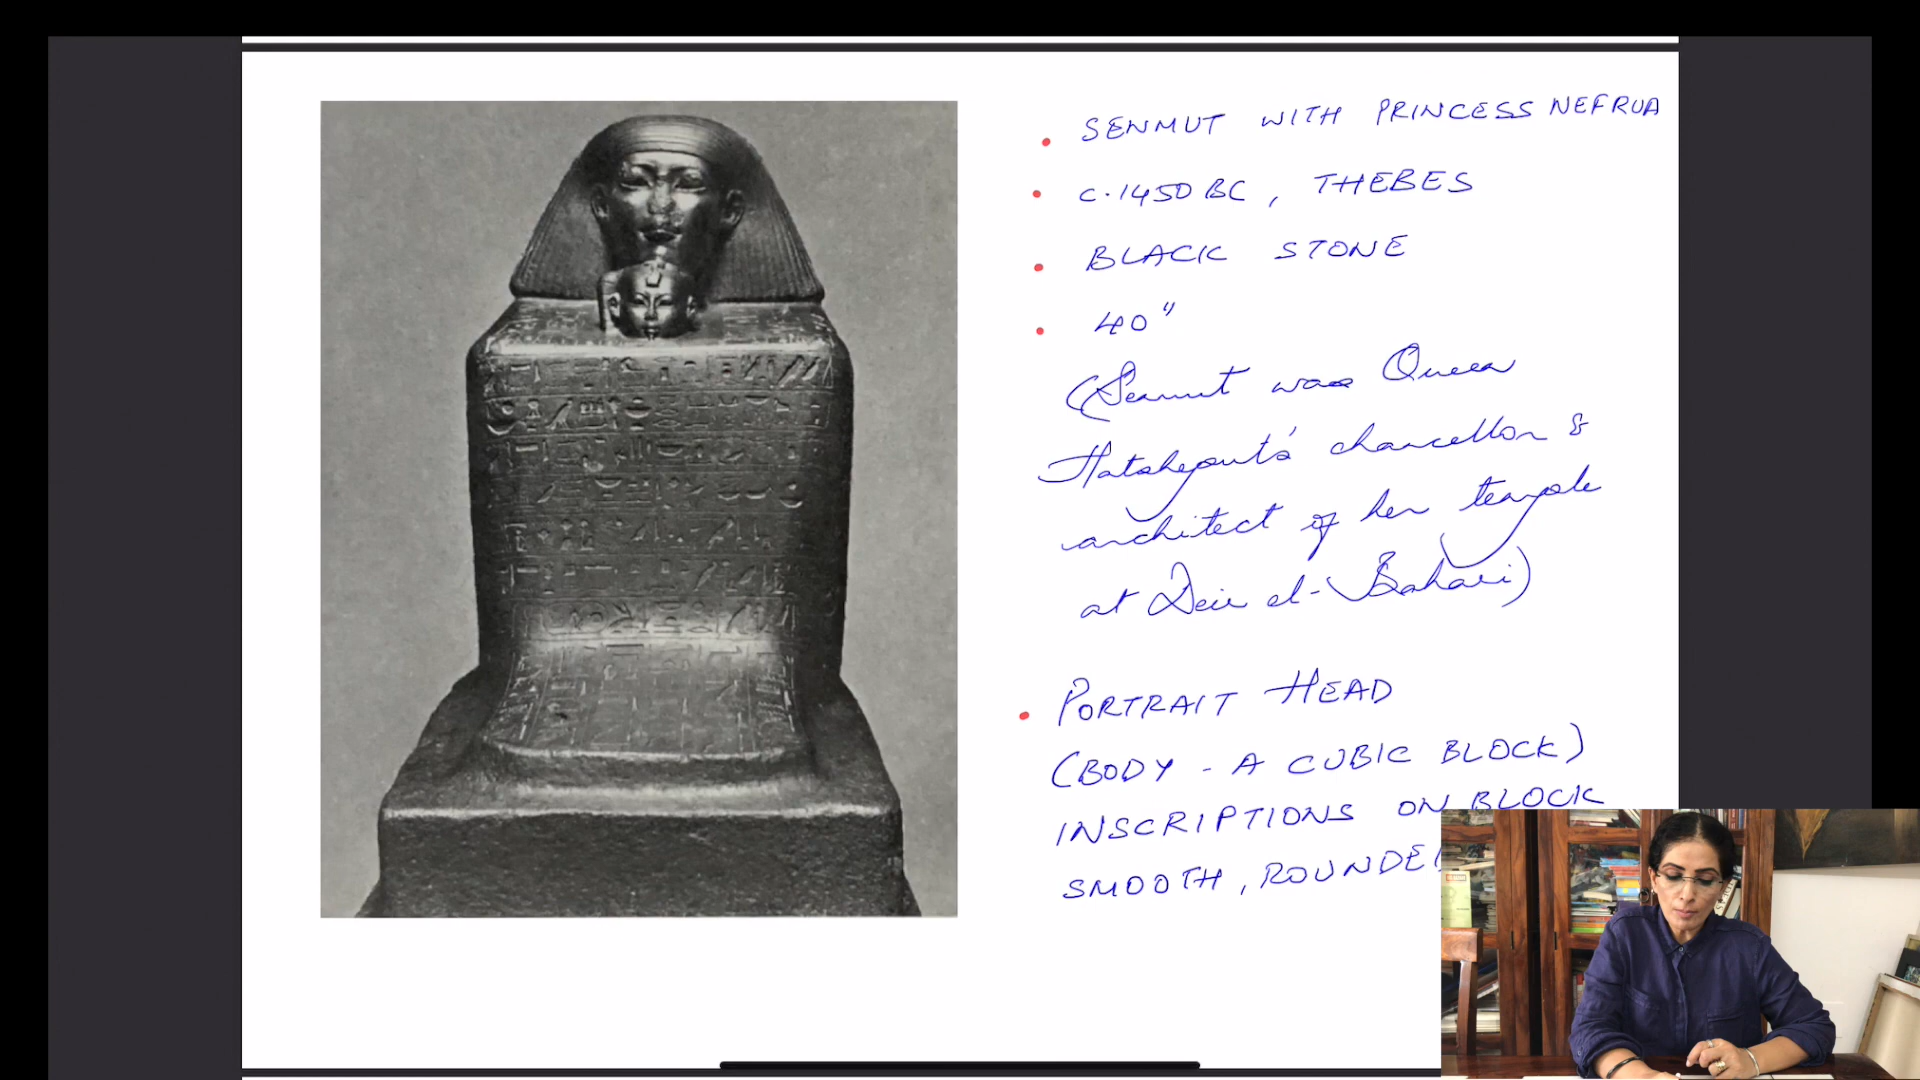 SENMUT WITH PRINCESS NEFRUA
c.1450 BC, THEBES
BLACK STONE
40"
(Senmut was Queen
Hatshepsut's chancellor &
architect of her temple
at Deir el-Bahari)
PORTRAIT HEAD
(BODY - A CUBIC BLOCK)
INSCRIPTIONS ON BLOCK
SMOOTH, ROUNDE